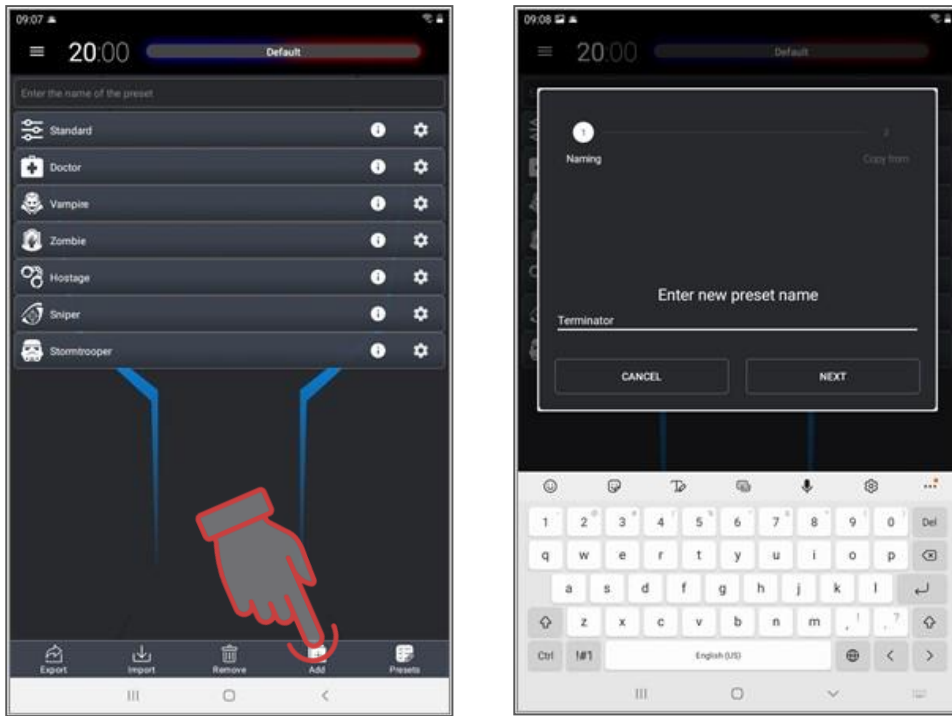 09:07
20:00
Default
Enter the name of the preset
Standard
Doctor
Vampire
Zombie
Hostage
Sniper
Stormtrooper
Export
Import
Remove
Add
Presets
09:08
20:00
Default
1
2
Naming
Copy from
Enter new preset name
Terminator
CANCEL
NEXT
1 2 3 4 5 6 7 8 9 0 Del
q w e r t y u i o p
a s d f g h j k l
z x c v b n m , ! . ?
Ctrl !#1 English (US) < >